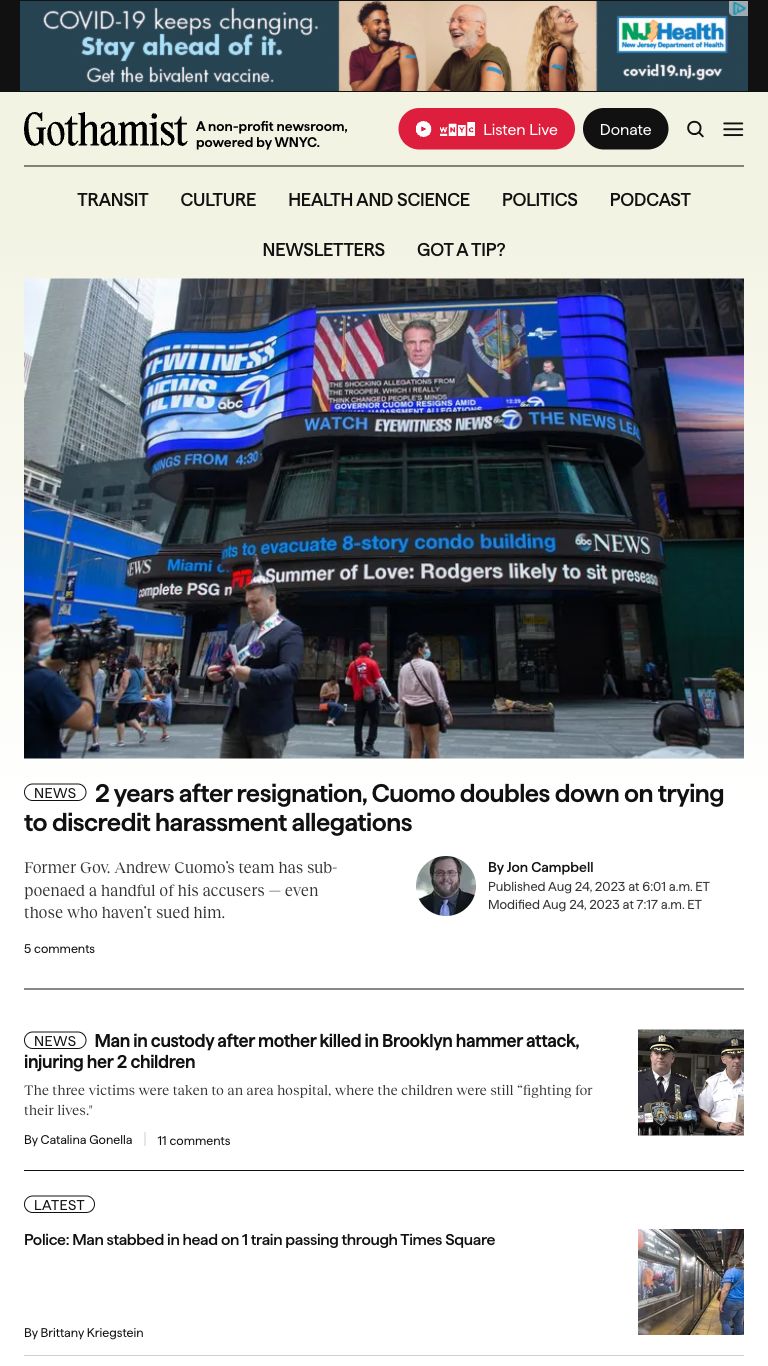 COVID-19 keeps changing.
Stay ahead of it.
Get the bivalent vaccine.
NJHealth
New Jersey Department of Health
covid19.nj.gov
Gothamist
A non-profit newsroom,
powered by WNYC.
WNYC Listen Live
Donate
TRANSIT CULTURE HEALTH AND SCIENCE POLITICS PODCAST
NEWSLETTERS GOT A TIP?
EYEWITNESS
NEWS abc 7
THE SHOCKING ALLEGATIONS FROM
THE TROOPER, WHICH I REALLY
THINK CHANGED PEOPLE'S MINDS
GOVERNOR CUOMO RESIGNS AMID
HARASSMENT ALLEGATIONS
12:29
WATCH EYEWITNESS NEWS abc 7 THE NEWS LEA
NINGS FROM 4:30
EWS Miami
nts to evacuate 8-story condo building abc NEWS
complete PSG
Summer of Love: Rodgers likely to sit preseaso
NEWS 2 years after resignation, Cuomo doubles down on trying
to discredit harassment allegations
Former Gov. Andrew Cuomo’s team has sub-
poenaed a handful of his accusers — even
those who haven’t sued him.
5 comments
By Jon Campbell
Published Aug 24, 2023 at 6:01 a.m. ET
Modified Aug 24, 2023 at 7:17 a.m. ET
NEWS Man in custody after mother killed in Brooklyn hammer attack,
injuring her 2 children
The three victims were taken to an area hospital, where the children were still “fighting for
their lives."
By Catalina Gonella | 11 comments
LATEST
Police: Man stabbed in head on 1 train passing through Times Square
By Brittany Kriegstein